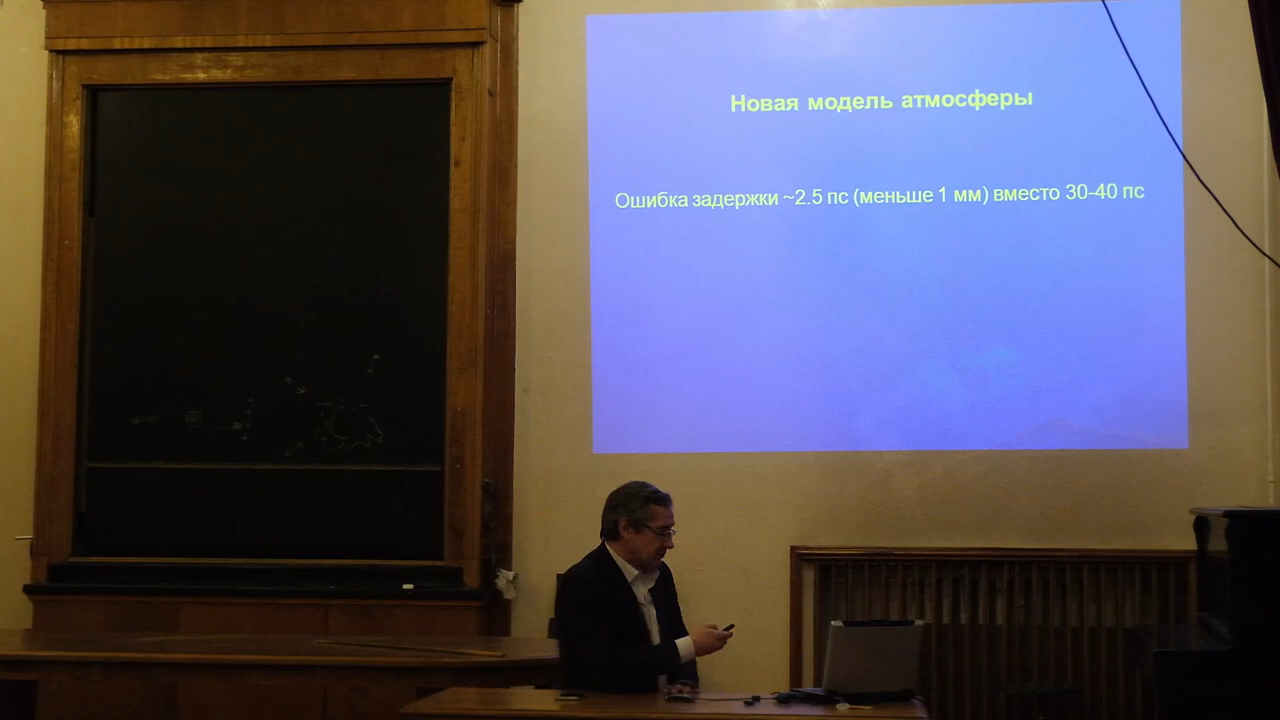 Новая модель атмосферы
Ошибка задержки ~2.5 пс (меньше 1 мм) вместо 30-40 пс